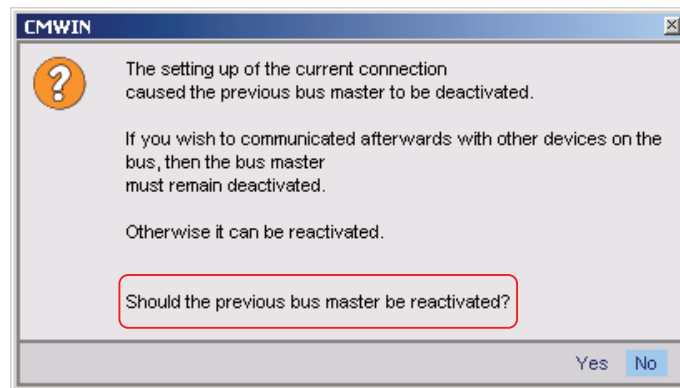 CMWIN
The setting up of the current connection
caused the previous bus master to be deactivated.
If you wish to communicated afterwards with other devices on the
bus, then the bus master
must remain deactivated.
Otherwise it can be reactivated.
Should the previous bus master be reactivated?
Yes No